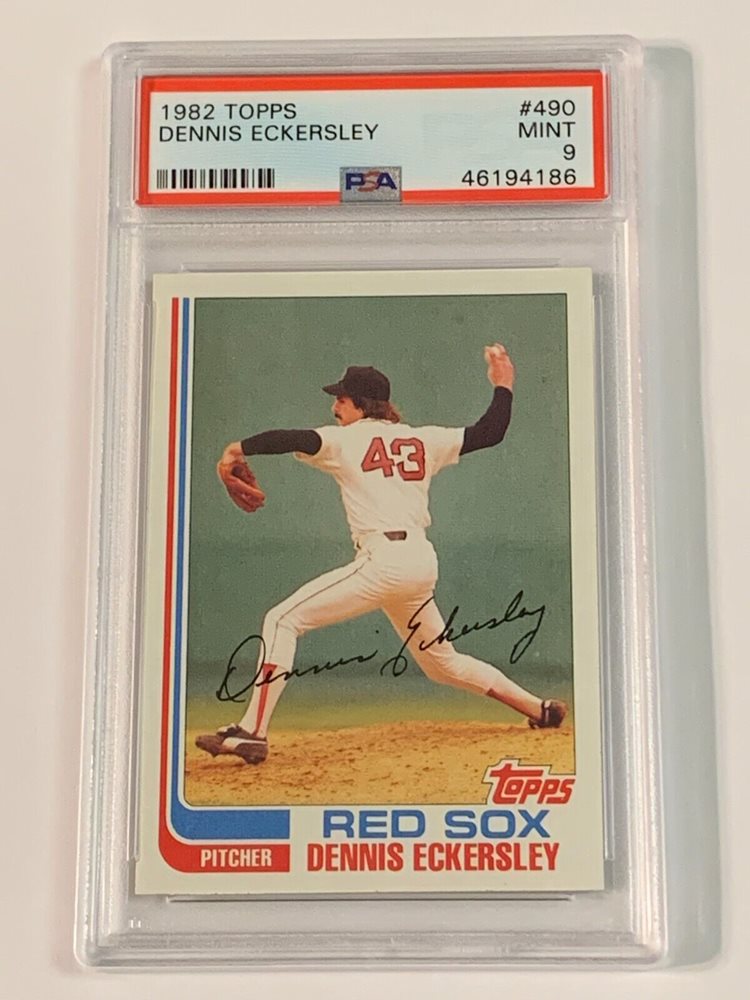 1982 TOPPS #490
DENNIS ECKERSLEY MINT
9
PSA 46194186
43
Dennis Eckersley
Topps
RED SOX
PITCHER DENNIS ECKERSLEY